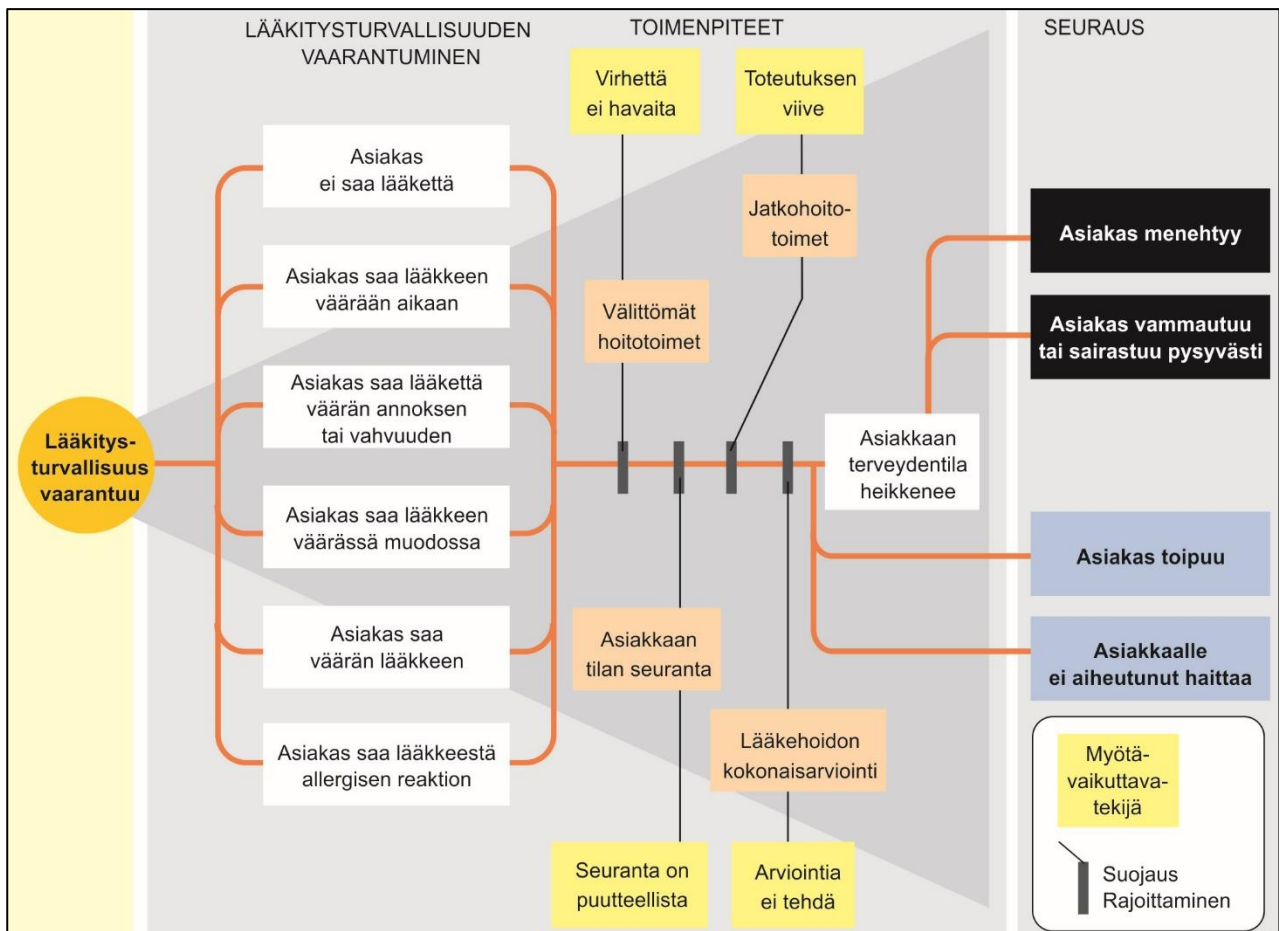 LÄÄKITYSTURVALLISUUDEN
VAARANTUMINEN
TOIMENPITEET
SEURAUS
Lääkitys-
turvallisuus
vaarantuu
Asiakas
ei saa lääkettä
Asiakas saa lääkkeen
väärään aikaan
Asiakas saa lääkettä
väärän annoksen
tai vahvuuden
Asiakas saa lääkkeen
väärässä muodossa
Asiakas saa
väärän lääkkeen
Asiakas saa lääkkeestä
allergisen reaktion
Virhettä
ei havaita
Välittömät
hoitotoimet
Toteutuksen
viive
Jatkohoito-
toimet
Asiakkaan
tilan seuranta
Seuranta on
puutteellista
Lääkehoidon
kokonaisarviointi
Arviointia
ei tehdä
Asiakkaan
terveydentila
heikkenee
Asiakas menehtyy
Asiakas vammautuu
tai sairastuu pysyvästi
Asiakas toipuu
Asiakkaalle
ei aiheutunut haittaa
Myötä-
vaikuttava-
tekijä
Suojaus
Rajoittaminen